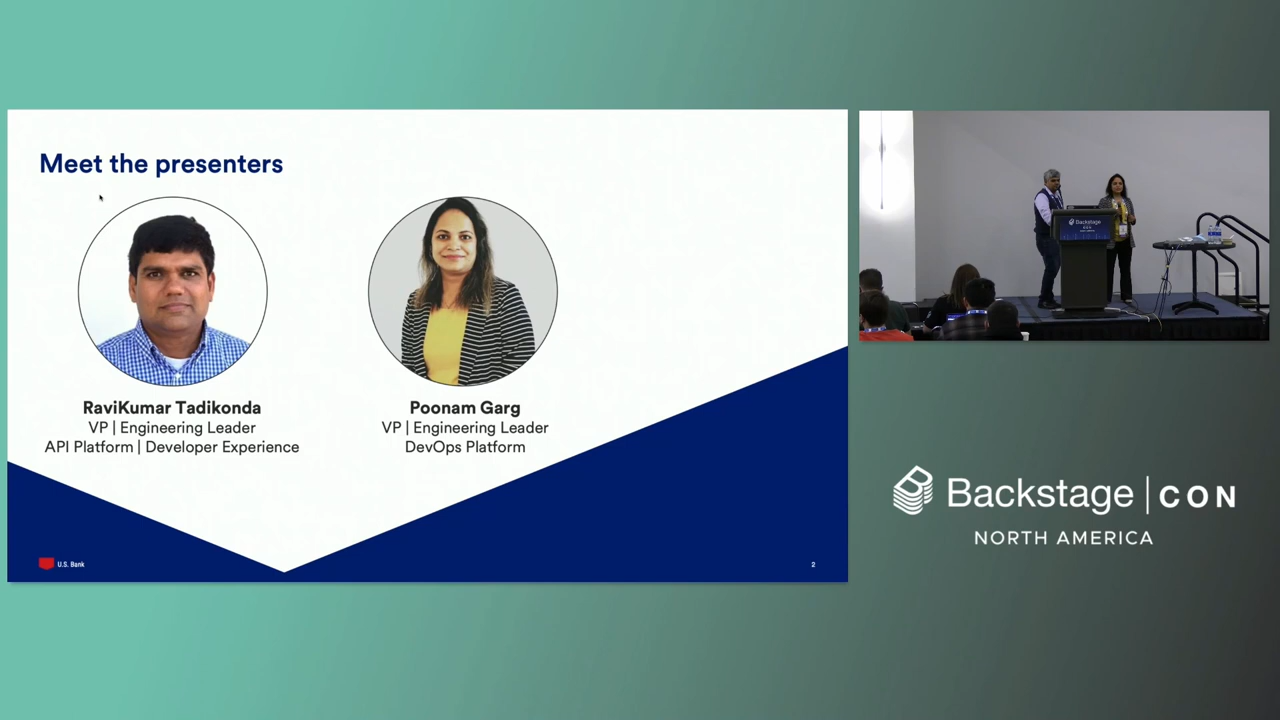 Meet the presenters
RaviKumar Tadikonda
VP | Engineering Leader
API Platform | Developer Experience
Poonam Garg
VP | Engineering Leader
DevOps Platform
U.S. Bank
2
Backstage
Backstage | CON
NORTH AMERICA